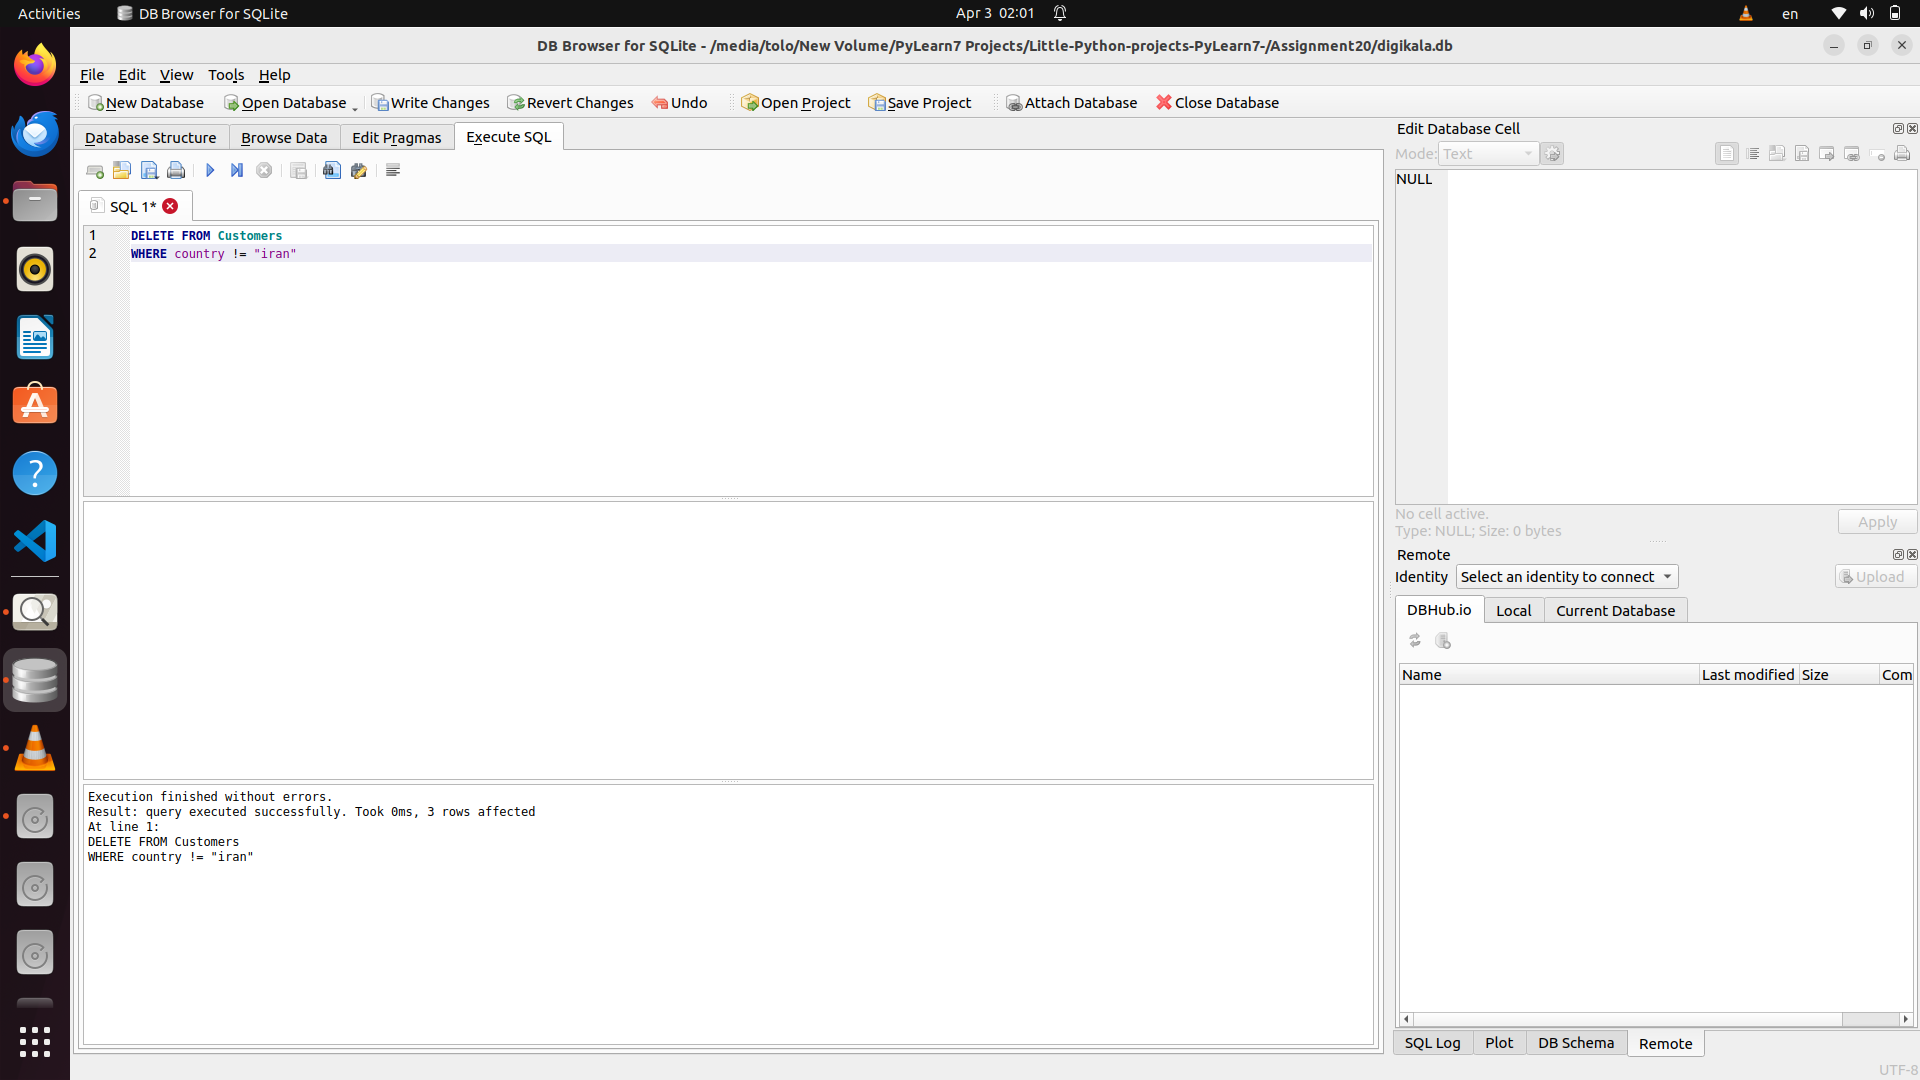 Activities
DB Browser for SQLite
Apr 3 02:01
en
DB Browser for SQLite - /media/tolo/New Volume/PyLearn7 Projects/Little-Python-projects-PyLearn7-/Assignment20/digikala.db
File Edit View Tools Help
New Database Open Database Write Changes Revert Changes Undo Open Project Save Project Attach Database Close Database
Database Structure Browse Data Edit Pragmas Execute SQL
SQL 1*
1 DELETE FROM Customers
2 WHERE country != "iran"
Execution finished without errors.
Result: query executed successfully. Took 0ms, 3 rows affected
At line 1:
DELETE FROM Customers
WHERE country != "iran"
Edit Database Cell
Mode: Text
NULL
No cell active.
Type: NULL; Size: 0 bytes
Apply
Remote
Identity Select an identity to connect Upload
DBHub.io Local Current Database
Name Last modified Size Com
SQL Log Plot DB Schema Remote
UTF-8